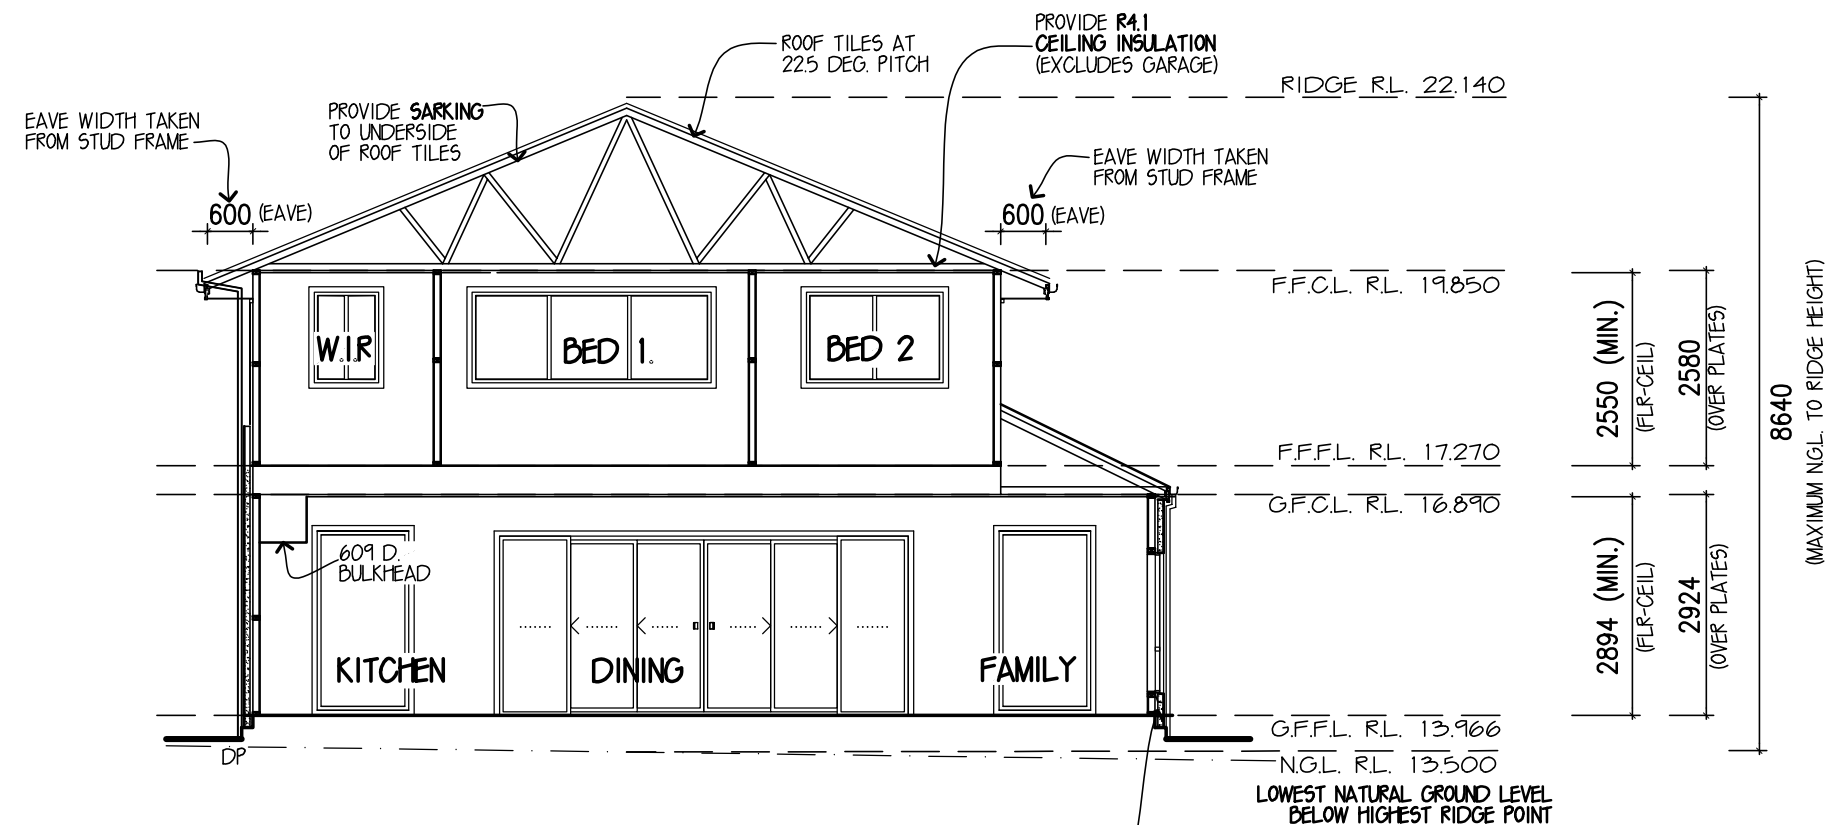 PROVIDE R4.1
CEILING INSULATION
(EXCLUDES GARAGE)
ROOF TILES AT
22.5 DEG. PITCH
RIDGE R.L. 22.140
EAVE WIDTH TAKEN
FROM STUD FRAME
PROVIDE SARKING
TO UNDERSIDE
OF ROOF TILES
EAVE WIDTH TAKEN
FROM STUD FRAME
600 (EAVE)
600 (EAVE)
F.F.C.L. R.L. 19.850
W.I.R
BED 1.
BED 2
2550 (MIN.)
(FLR-CEIL)
2580
(OVER PLATES)
8640
(MAXIMUM N.G.L. TO RIDGE HEIGHT)
F.F.F.L. R.L. 17.270
G.F.C.L. R.L. 16.890
609 D.
BULKHEAD
2894 (MIN.)
(FLR-CEIL)
2924
(OVER PLATES)
KITCHEN
DINING
FAMILY
G.F.F.L. R.L. 13.966
DP
N.G.L. R.L. 13.500
LOWEST NATURAL GROUND LEVEL
BELOW HIGHEST RIDGE POINT